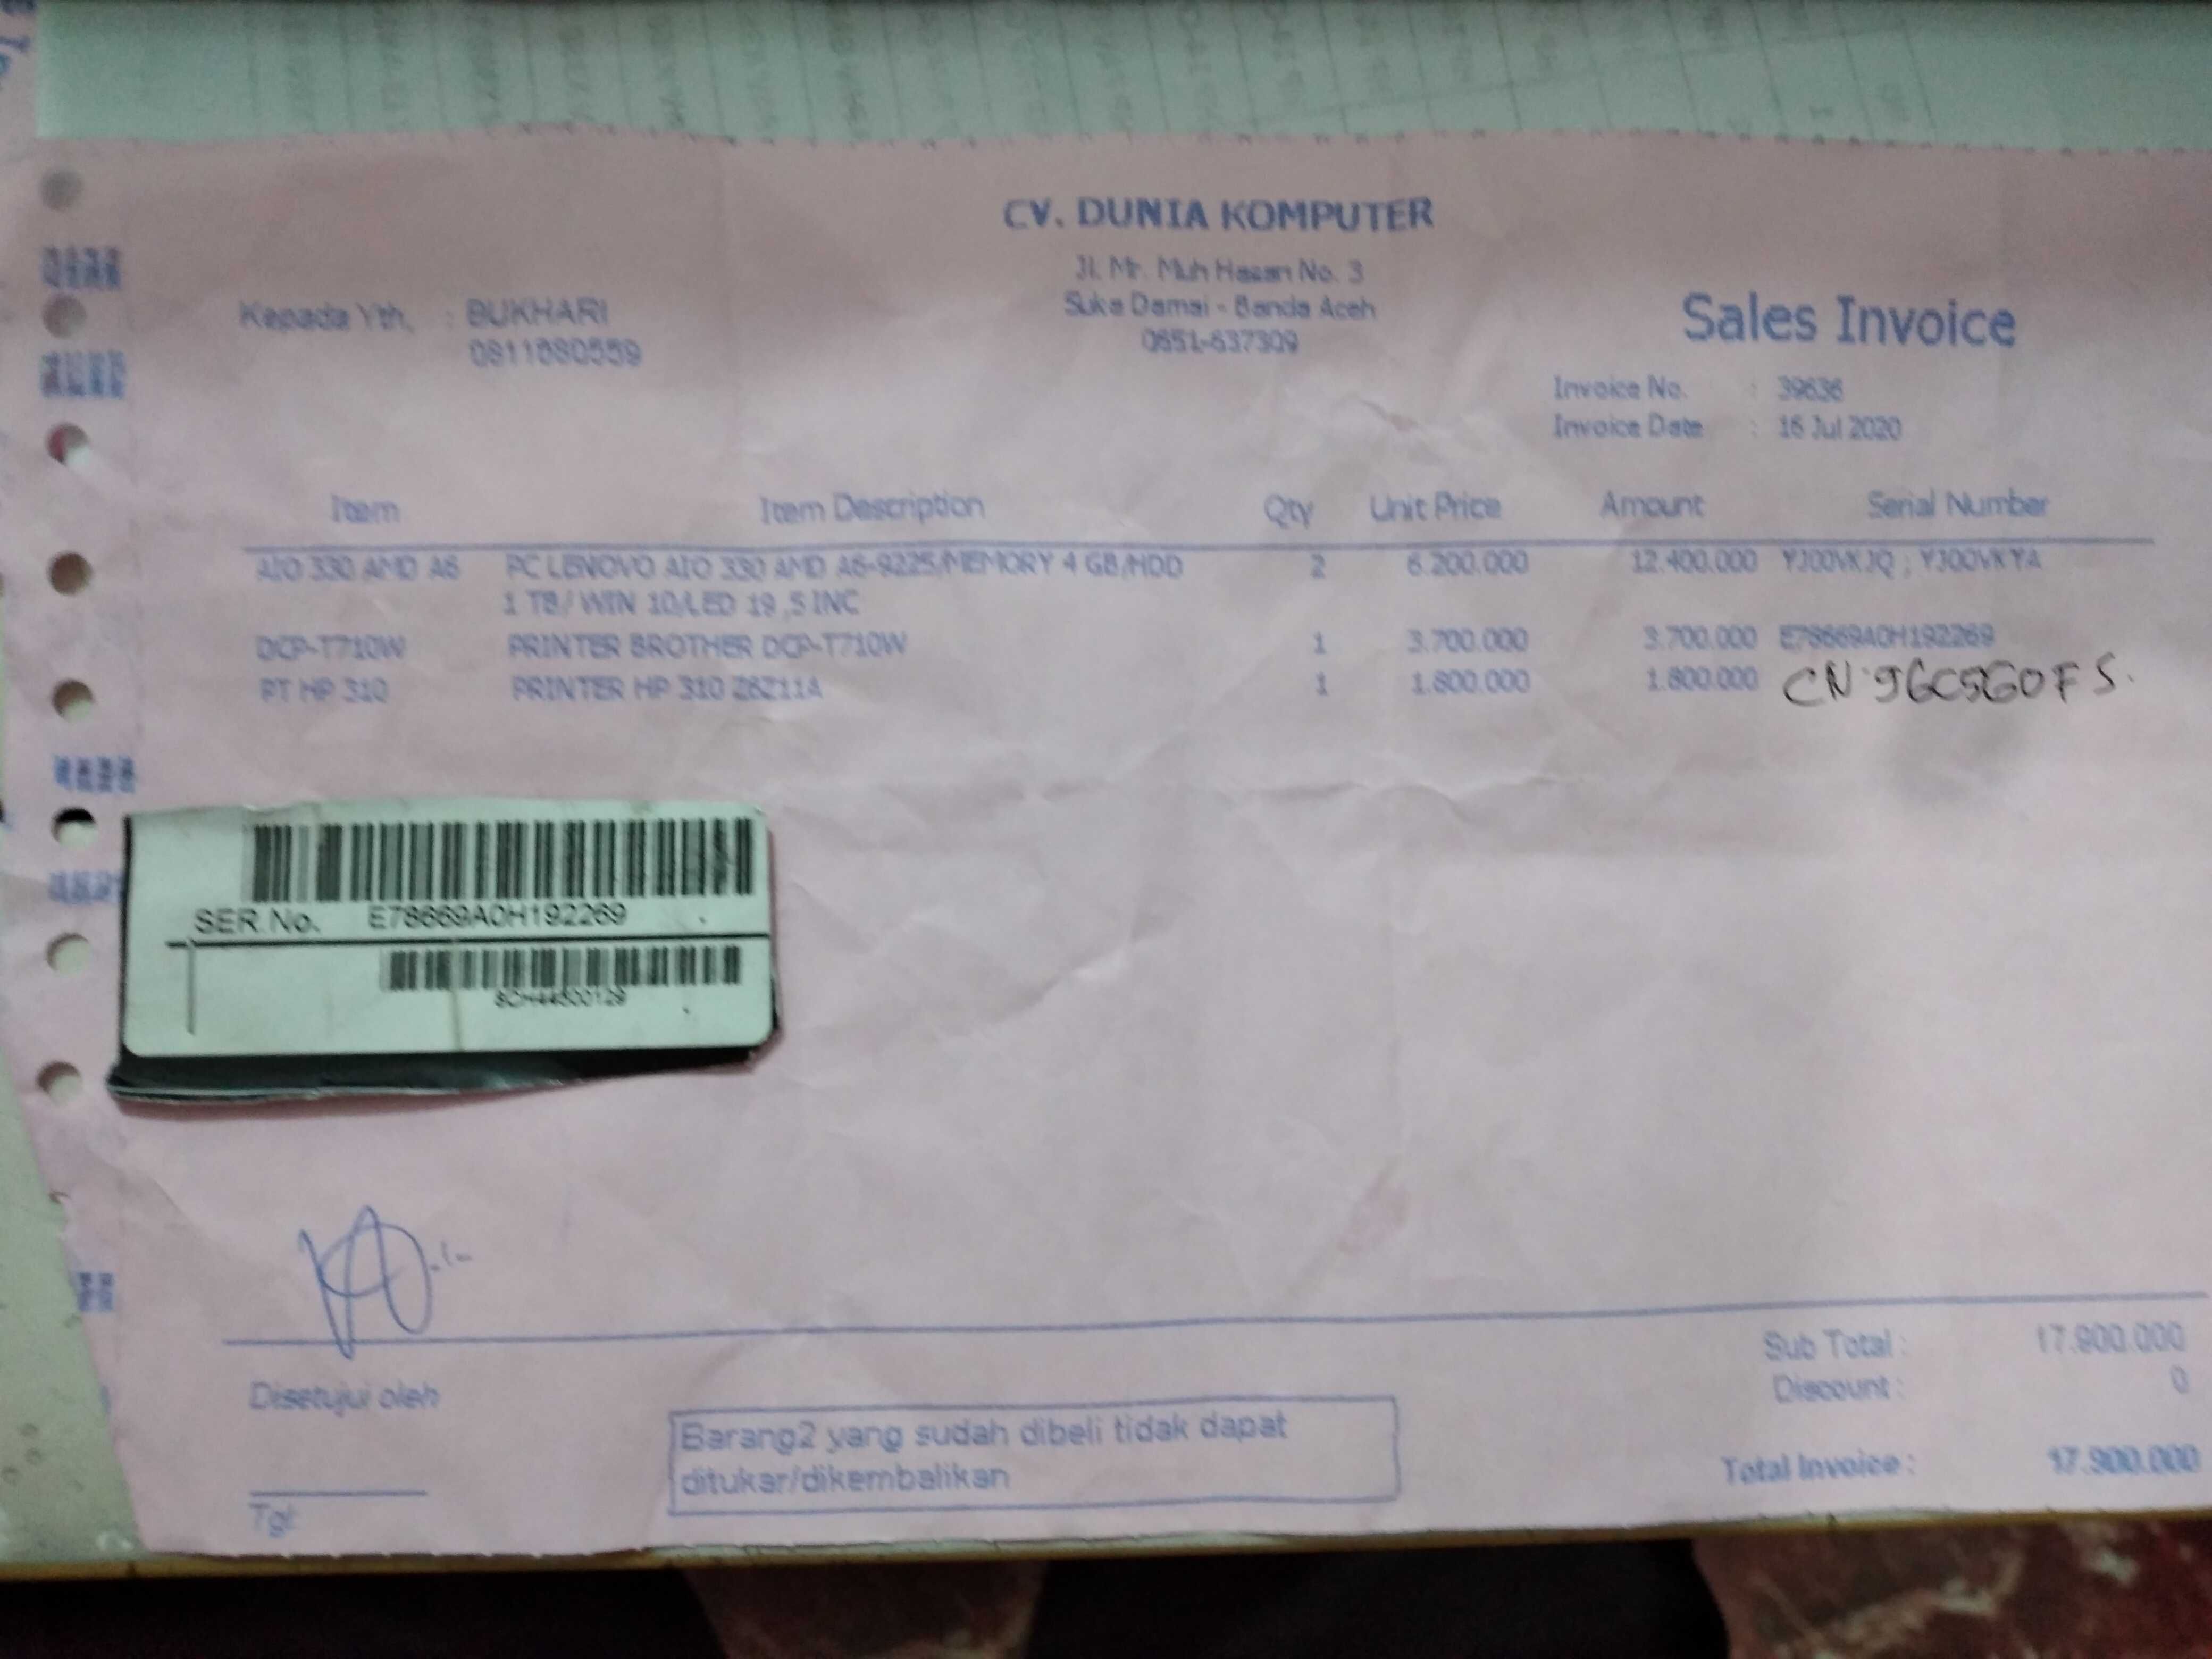 CV. DUNIA KOMPUTER
Jl. Mr. Muh Hasan No. 3
Suka Damai - Banda Aceh
0651-637309
Kepada Yth, : BUKHARI
Sales Invoice
Invoice No. : 39636
Invoice Date : 16 Jul 2020
Item Item Description Qty Unit Price Amount Serial Number
AIO 330 AMD A6 PC LENOVO AIO 330 AMD A6-9225/MEMORY 4 GB/HDD 2 6.200.000 12.400.000 YJ00VKJQ ; YJ00VKYA
1 TB/ WIN 10/LED 19 ,5 INC
DCP-T710W PRINTER BROTHER DCP-T710W 1 3.700.000 3.700.000 E78669A0H192269
PT HP 310 PRINTER HP 310 Z6Z11A 1 1.800.000 1.800.000
SER.No. E78669A0H192269
Sub Total : 17.900.000
Discount : 0
Total Invoice : 17.900.000
Disetujui oleh
Tgl:
Barang2 yang sudah dibeli tidak dapat
ditukar/dikembalikan